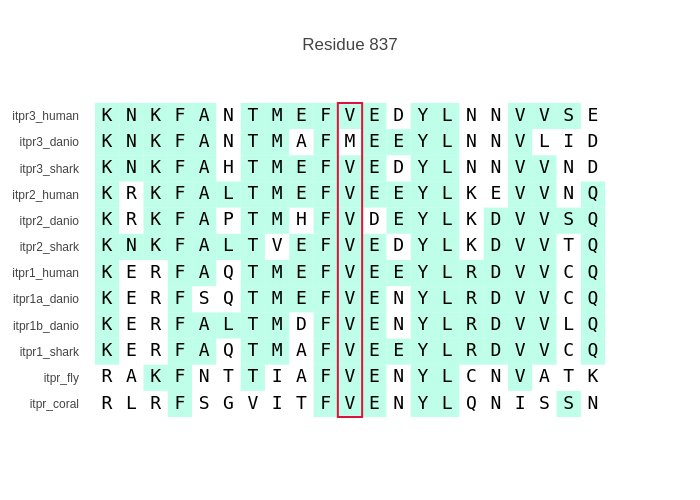 Residue 837
itpr3_human K N K F A N T M E F V E D Y L N N V V S E
itpr3_danio K N K F A N T M A F M E E Y L N N V L I D
itpr3_shark K N K F A H T M E F V E D Y L N N V V N D
itpr2_human K R K F A L T M E F V E E Y L K E V V N Q
itpr2_danio K R K F A P T M H F V D E Y L K D V V S Q
itpr2_shark K N K F A L T V E F V E D Y L K D V V T Q
itpr1_human K E R F A Q T M E F V E E Y L R D V V C Q
itpr1a_danio K E R F S Q T M E F V E N Y L R D V V C Q
itpr1b_danio K E R F A L T M D F V E N Y L R D V V L Q
itpr1_shark K E R F A Q T M A F V E E Y L R D V V C Q
itpr_fly R A K F N T T I A F V E N Y L C N V A T K
itpr_coral R L R F S G V I T F V E N Y L Q N I S S N